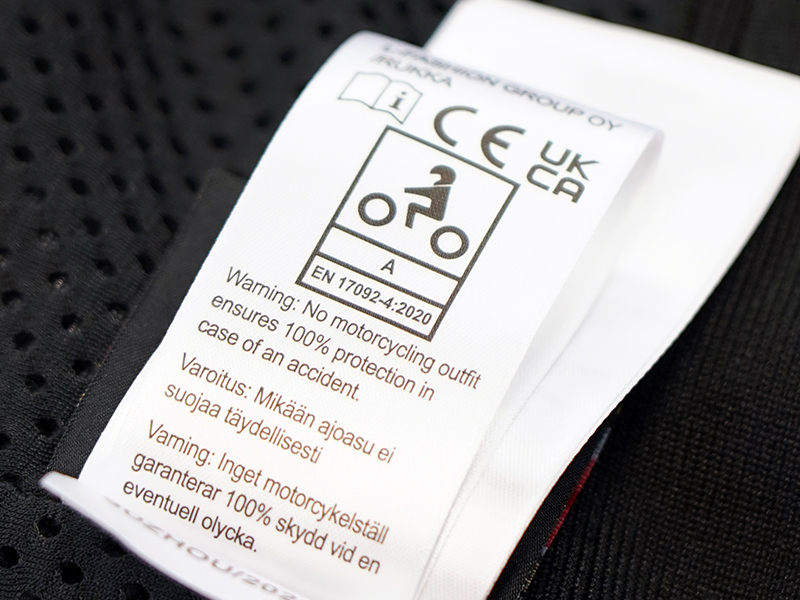 L-FASHION GROUP OY
/RUKKA
i
CE
UK
CA
A
EN 17092-4:2020
Warning: No motorcycling outfit
ensures 100% protection in
case of an accident.
Varoitus: Mikään ajoasu ei
suojaa täydellisesti
Varning: Inget motorcykelställ
garanterar 100% skydd vid en
eventuell olycka.